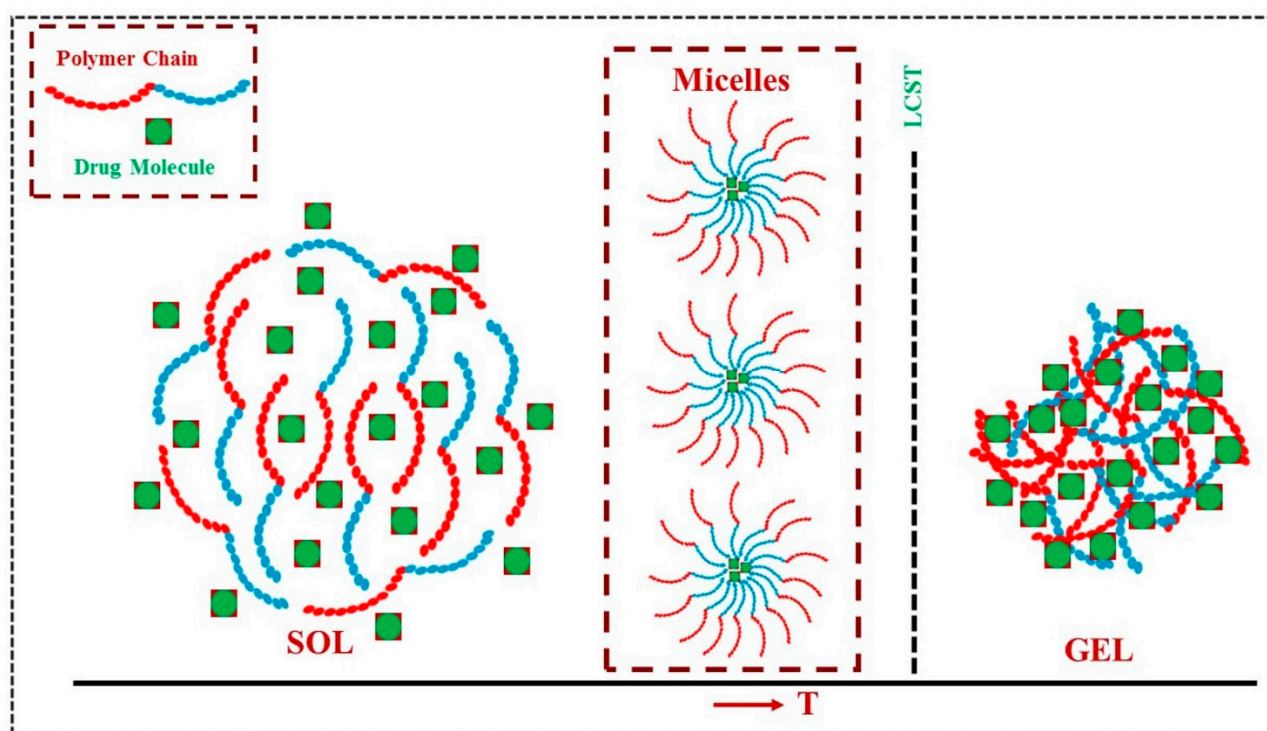 Polymer Chain
Drug Molecule
Micelles
LCST
SOL
GEL
T